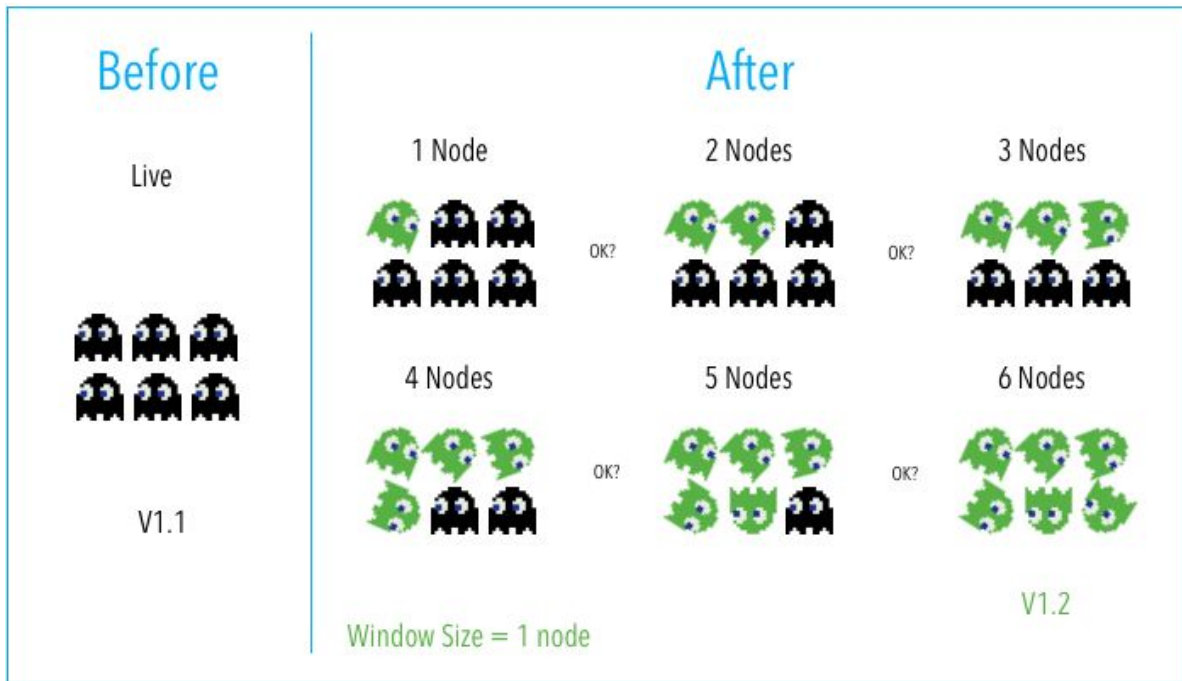 Before
Live
V1.1
After
1 Node
OK?
2 Nodes
OK?
3 Nodes
4 Nodes
OK?
5 Nodes
OK?
6 Nodes
V1.2
Window Size = 1 node